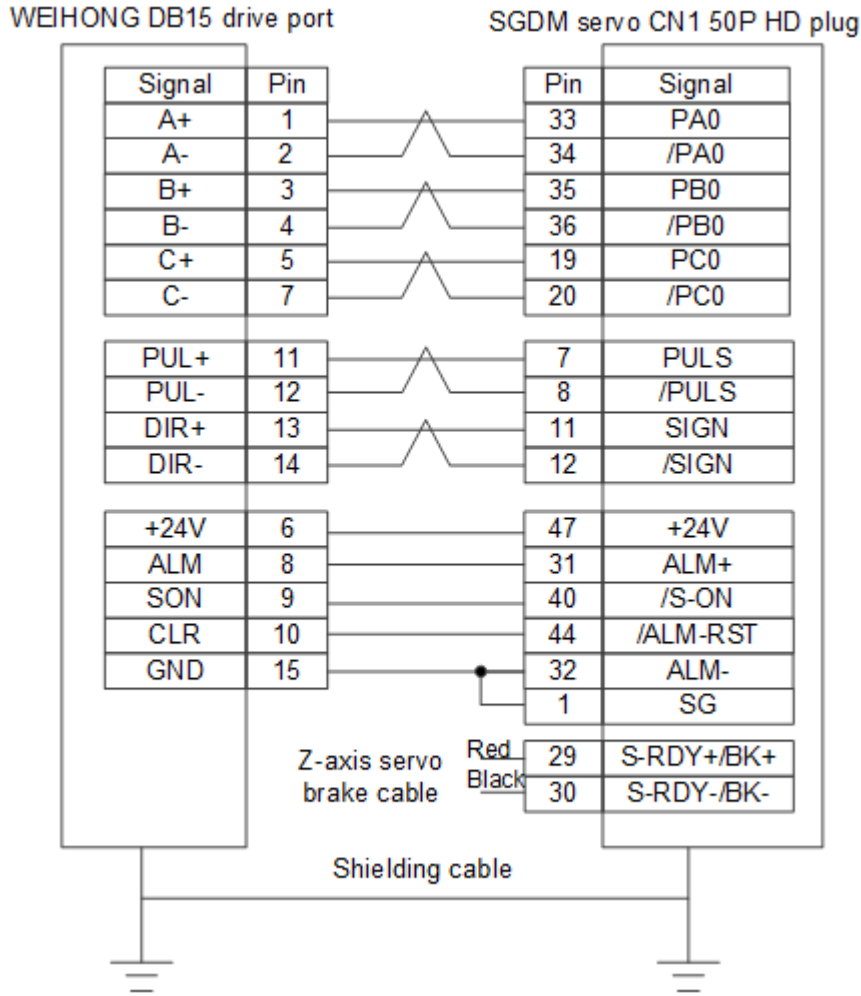 WEIHONG DB15 drive port
SGDM servo CN1 50P HD plug
Signal Pin Pin Signal
A+ 1 33 PA0
A- 2 34 /PA0
B+ 3 35 PB0
B- 4 36 /PB0
C+ 5 19 PC0
C- 7 20 /PC0
PUL+ 11 7 PULS
PUL- 12 8 /PULS
DIR+ 13 11 SIGN
DIR- 14 12 /SIGN
+24V 6 47 +24V
ALM 8 31 ALM+
SON 9 40 /S-ON
CLR 10 44 /ALM-RST
GND 15 32 ALM-
1 SG
Z-axis servo Red 29 S-RDY+/BK+
brake cable Black 30 S-RDY-/BK-
Shielding cable